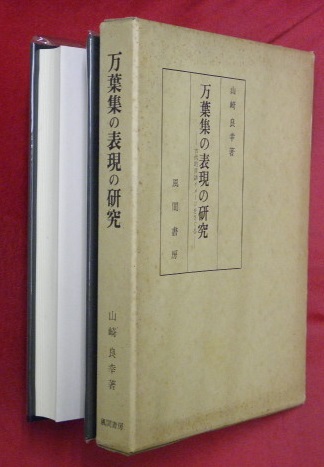 万葉集の表現の研究
山崎良幸著
風間書房
山崎良幸著
万葉集の表現の研究
風間書房